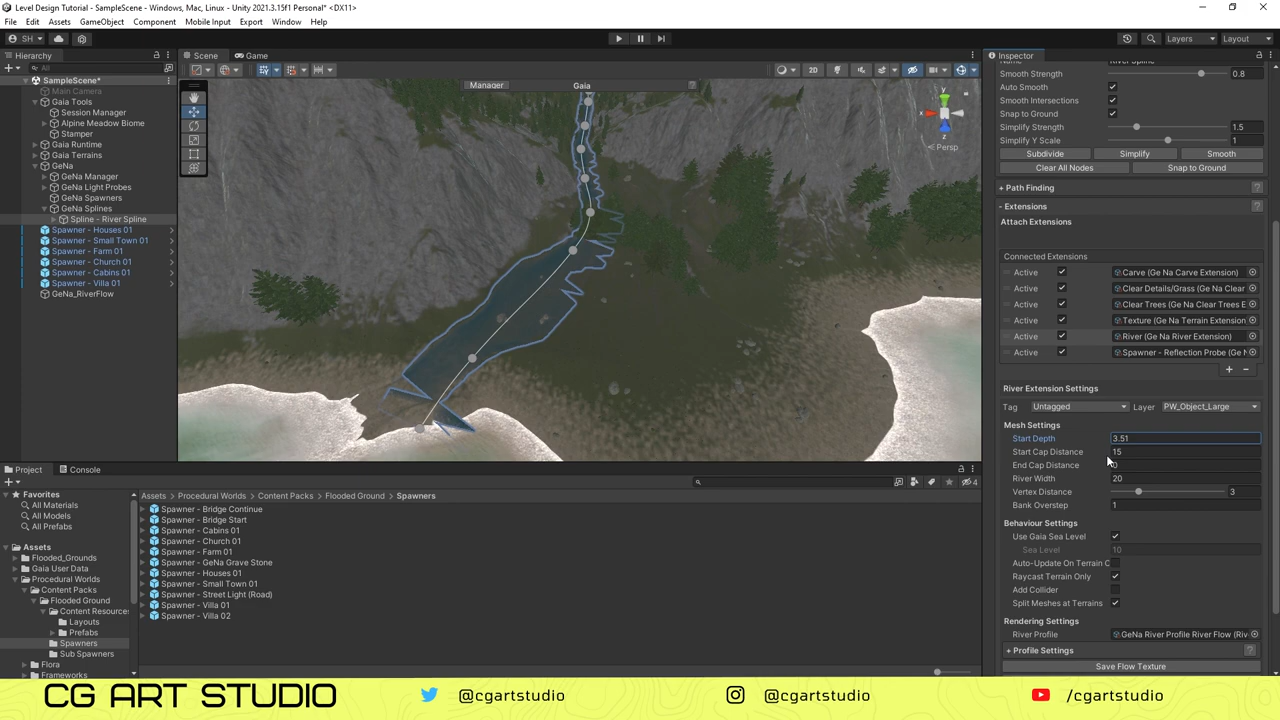 Level Design Tutorial - SampleScene - Windows, Mac, Linux - Unity 2021.3.15f1 Personal* <DX11>
File Edit Assets GameObject Component Mobile Input Export Window Help
SH Layers Layout
Hierarchy
All
SampleScene*
Main Camera
Gaia Tools
Session Manager
Alpine Meadow Biome
Stamper
Gaia Runtime
Gaia Terrains
GeNa
GeNa Manager
GeNa Light Probes
GeNa Spawners
GeNa Splines
Spline - River Spline
Spawner - Houses 01
Spawner - Small Town 01
Spawner - Farm 01
Spawner - Church 01
Spawner - Cabins 01
Spawner - Villa 01
GeNa_RiverFlow
Scene Game
2D
Manager Gaia
y
x
Persp
Inspector
Smooth Strength 0.8
Auto Smooth
Smooth Intersections
Snap to Ground
Simplify Strength 1.5
Simplify Y Scale 1
Subdivide Simplify Smooth
Clear All Nodes Snap to Ground
+ Path Finding ?
- Extensions ?
Attach Extensions
Connected Extensions
Active Carve (Ge Na Carve Extension)
Active Clear Details/Grass (Ge Na Clear
Active Clear Trees (Ge Na Clear Trees E
Active Texture (Ge Na Terrain Extension
Active River (Ge Na River Extension)
Active Spawner - Reflection Probe (Ge N
+ -
River Extension Settings
Tag Untagged Layer PW_Object_Large
Mesh Settings
Start Depth 3.51
Start Cap Distance 15
End Cap Distance 0
River Width 20
Vertex Distance 3
Bank Overstep 1
Behaviour Settings
Use Gaia Sea Level
Sea Level 10
Auto-Update On Terrain C
Raycast Terrain Only
Add Collider
Split Meshes at Terrains
Rendering Settings
River Profile GeNa River Profile River Flow (Riv
+ Profile Settings ?
Save Flow Texture
Project Console
4
Favorites
All Materials
All Models
All Prefabs
Assets
Flooded_Grounds
Gaia User Data
Procedural Worlds
Content Packs
Flooded Ground
Content Resources
Layouts
Prefabs
Spawners
Sub Spawners
Flora
Frameworks
Assets > Procedural Worlds > Content Packs > Flooded Ground > Spawners
Spawner - Bridge Continue
Spawner - Bridge Start
Spawner - Cabins 01
Spawner - Church 01
Spawner - Farm 01
Spawner - GeNa Grave Stone
Spawner - Houses 01
Spawner - Small Town 01
Spawner - Street Light (Road)
Spawner - Villa 01
Spawner - Villa 02
CG ART STUDIO @cgartstudio @cgartstudio /cgartstudio